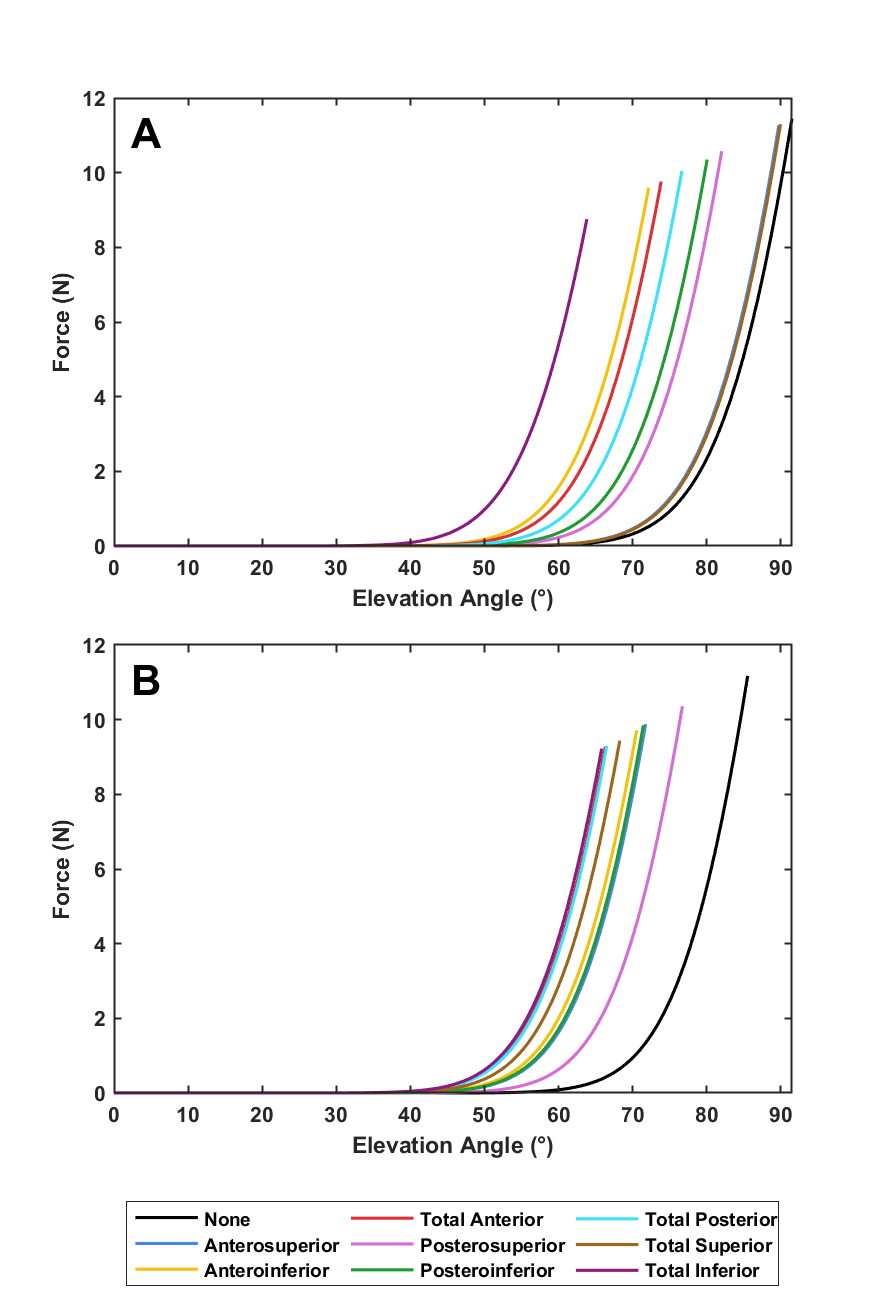 A
12
10
8
6
4
2
0
Force (N)
0 10 20 30 40 50 60 70 80 90
Elevation Angle (°)
B
12
10
8
6
4
2
0
Force (N)
0 10 20 30 40 50 60 70 80 90
Elevation Angle (°)
None Total Anterior Total Posterior
Anterosuperior Posterosuperior Total Superior
Anteroinferior Posteroinferior Total Inferior